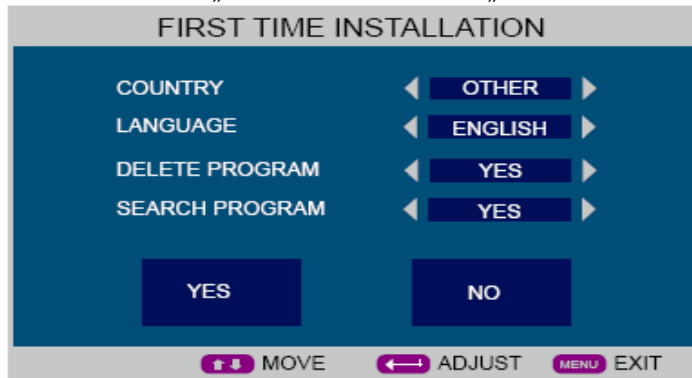 FIRST TIME INSTALLATION
COUNTRY OTHER
LANGUAGE ENGLISH
DELETE PROGRAM YES
SEARCH PROGRAM YES
YES NO
MOVE ADJUST MENU EXIT